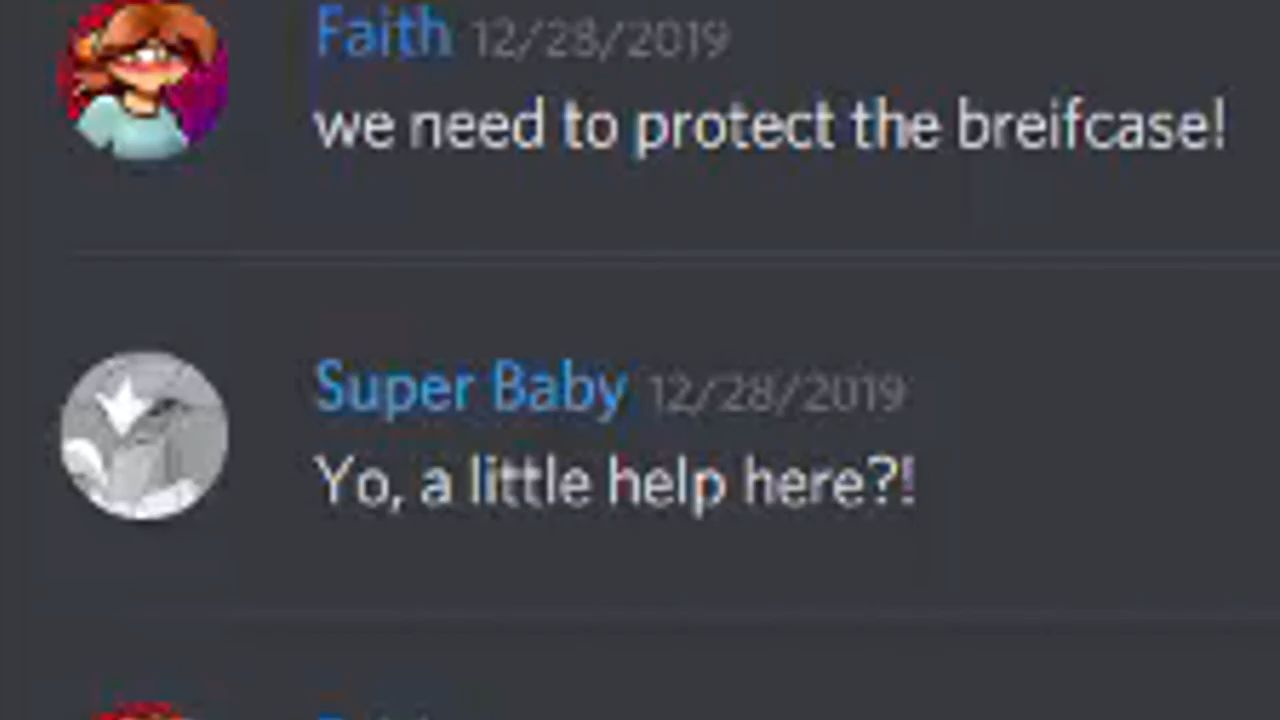 Faith 12/28/2019
we need to protect the breifcase!
Super Baby 12/28/2019
Yo, a little help here?!